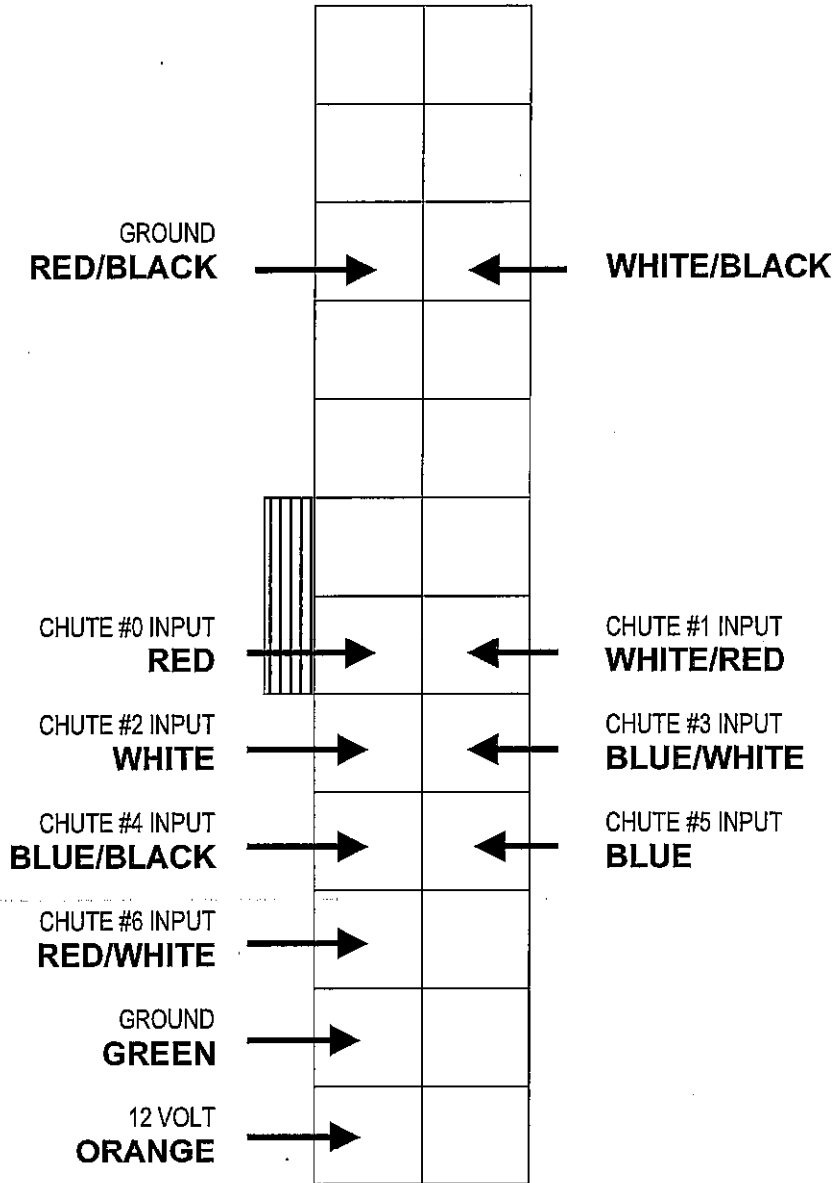 GROUND
RED/BLACK
WHITE/BLACK
CHUTE #0 INPUT
RED
CHUTE #1 INPUT
WHITE/RED
CHUTE #2 INPUT
WHITE
CHUTE #3 INPUT
BLUE/WHITE
CHUTE #4 INPUT
BLUE/BLACK
CHUTE #5 INPUT
BLUE
CHUTE #6 INPUT
RED/WHITE
GROUND
GREEN
12 VOLT
ORANGE